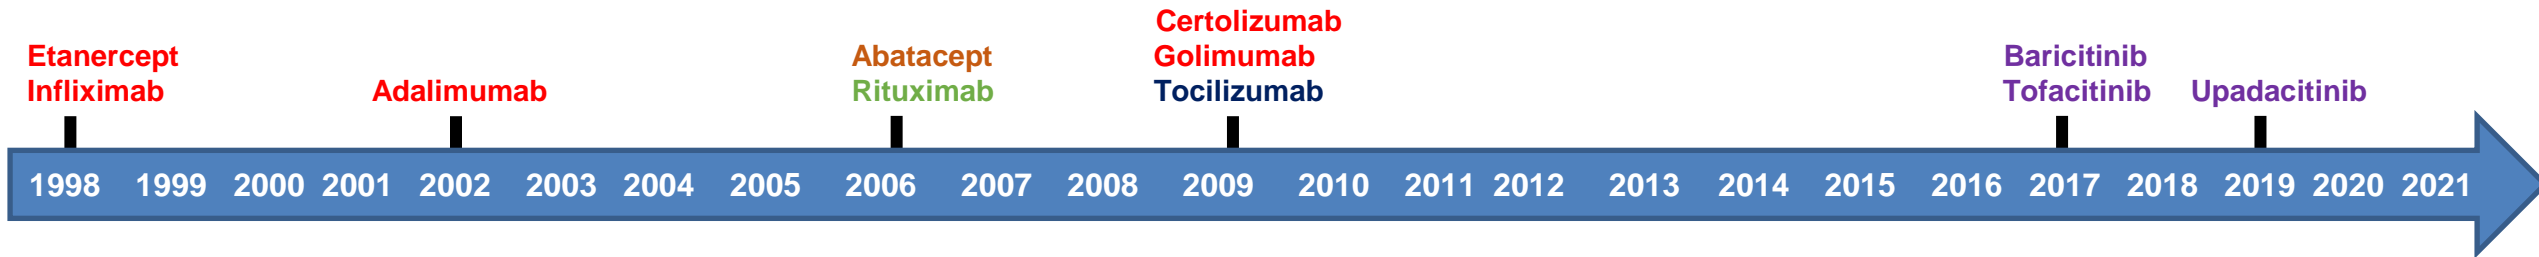 Etanercept
Infliximab
Adalimumab
Abatacept
Rituximab
Certolizumab
Golimumab
Tocilizumab
Baricitinib
Tofacitinib
Upadacitinib
1998 1999 2000 2001 2002 2003 2004 2005 2006 2007 2008 2009 2010 2011 2012 2013 2014 2015 2016 2017 2018 2019 2020 2021